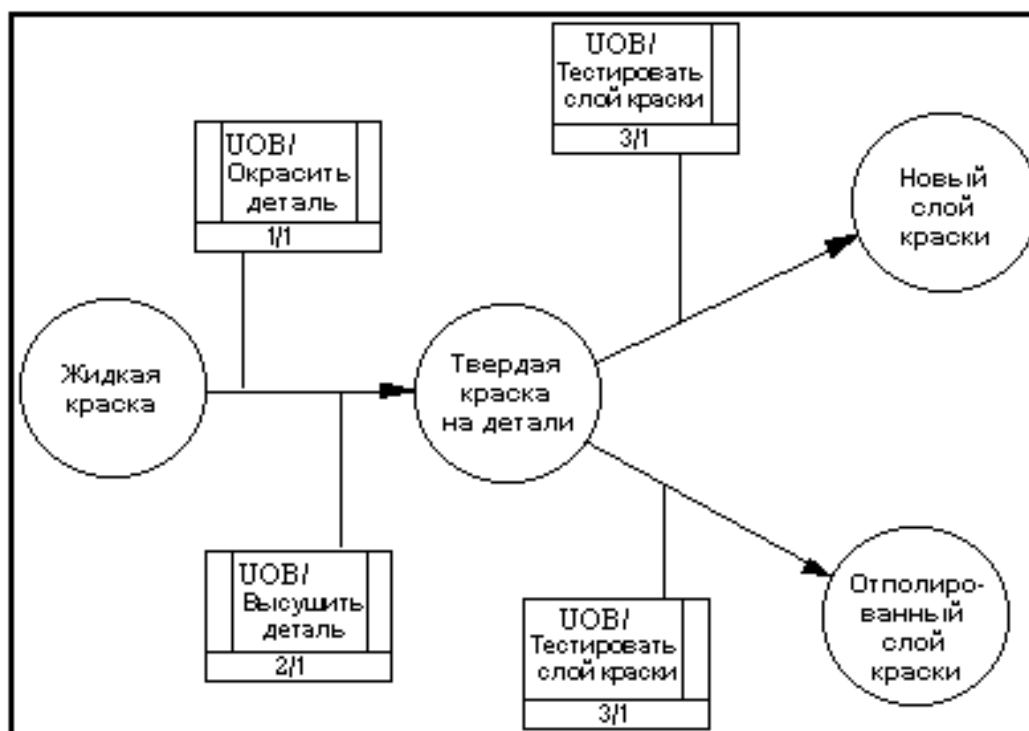 UOB/
Тестировать
слой краски
3/1
UOB/
Окрасить
деталь
1/1
Новый
слой
краски
Жидкая
краска
Твердая
краска
на детали
UOB/
Высушить
деталь
2/1
UOB/
Тестировать
слой краски
3/1
Отполиро-
ванный
слой
краски